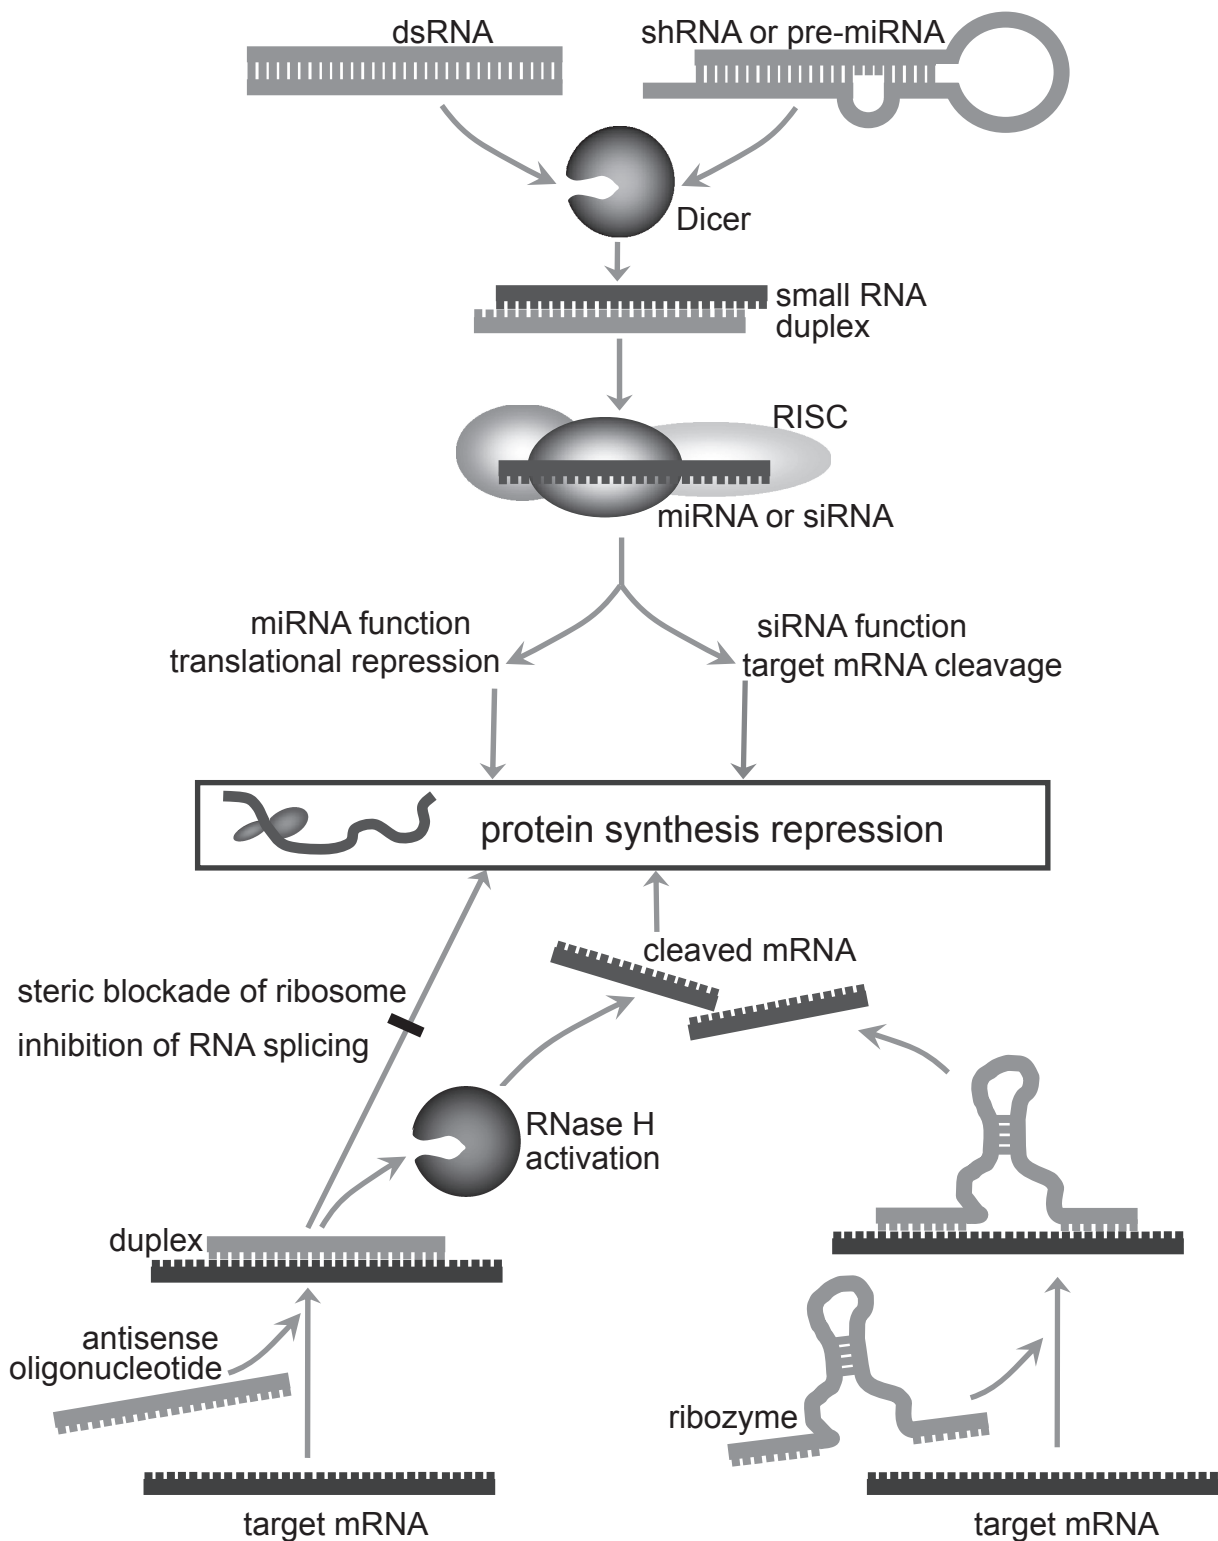 dsRNA
shRNA or pre-miRNA
Dicer
small RNA
duplex
RISC
miRNA or siRNA
miRNA function
translational repression
siRNA function
target mRNA cleavage
protein synthesis repression
cleaved mRNA
steric blockade of ribosome
inhibition of RNA splicing
RNase H
activation
duplex
antisense
oligonucleotide
ribozyme
target mRNA
target mRNA